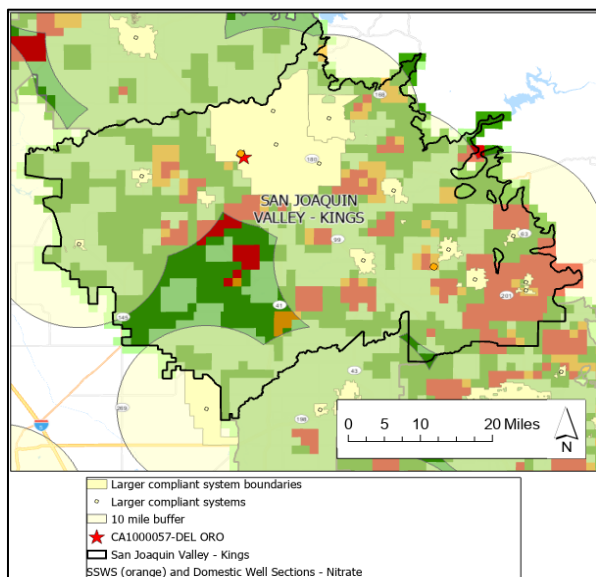 168
180
SAN JOAQUIN
VALLEY - KINGS
63
99
201
145
41
43
269
5
198
0 5 10 20 Miles
N
Larger compliant system boundaries
Larger compliant systems
10 mile buffer
CA1000057-DEL ORO
San Joaquin Valley - Kings
SSWS (orange) and Domestic Well Sections - Nitrate